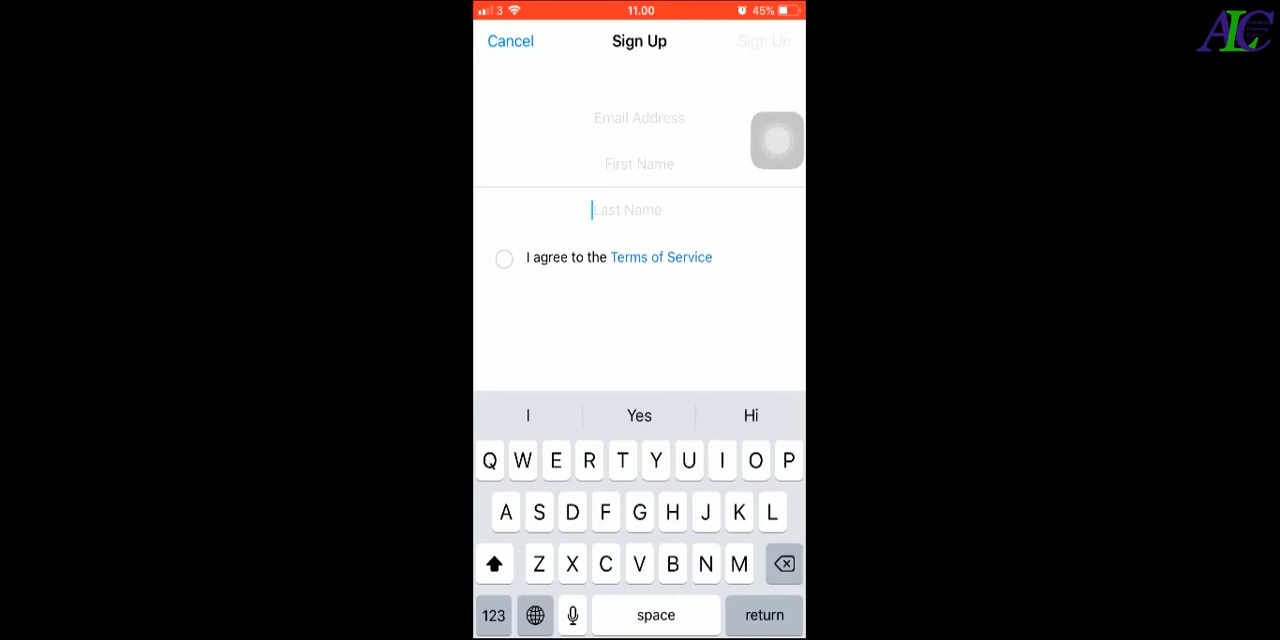 3 11.00 45%
Cancel Sign Up Sign Up
Email Address
First Name
Last Name
I agree to the Terms of Service
I Yes Hi
Q W E R T Y U I O P
A S D F G H J K L
Z X C V B N M
123 space return
ALC